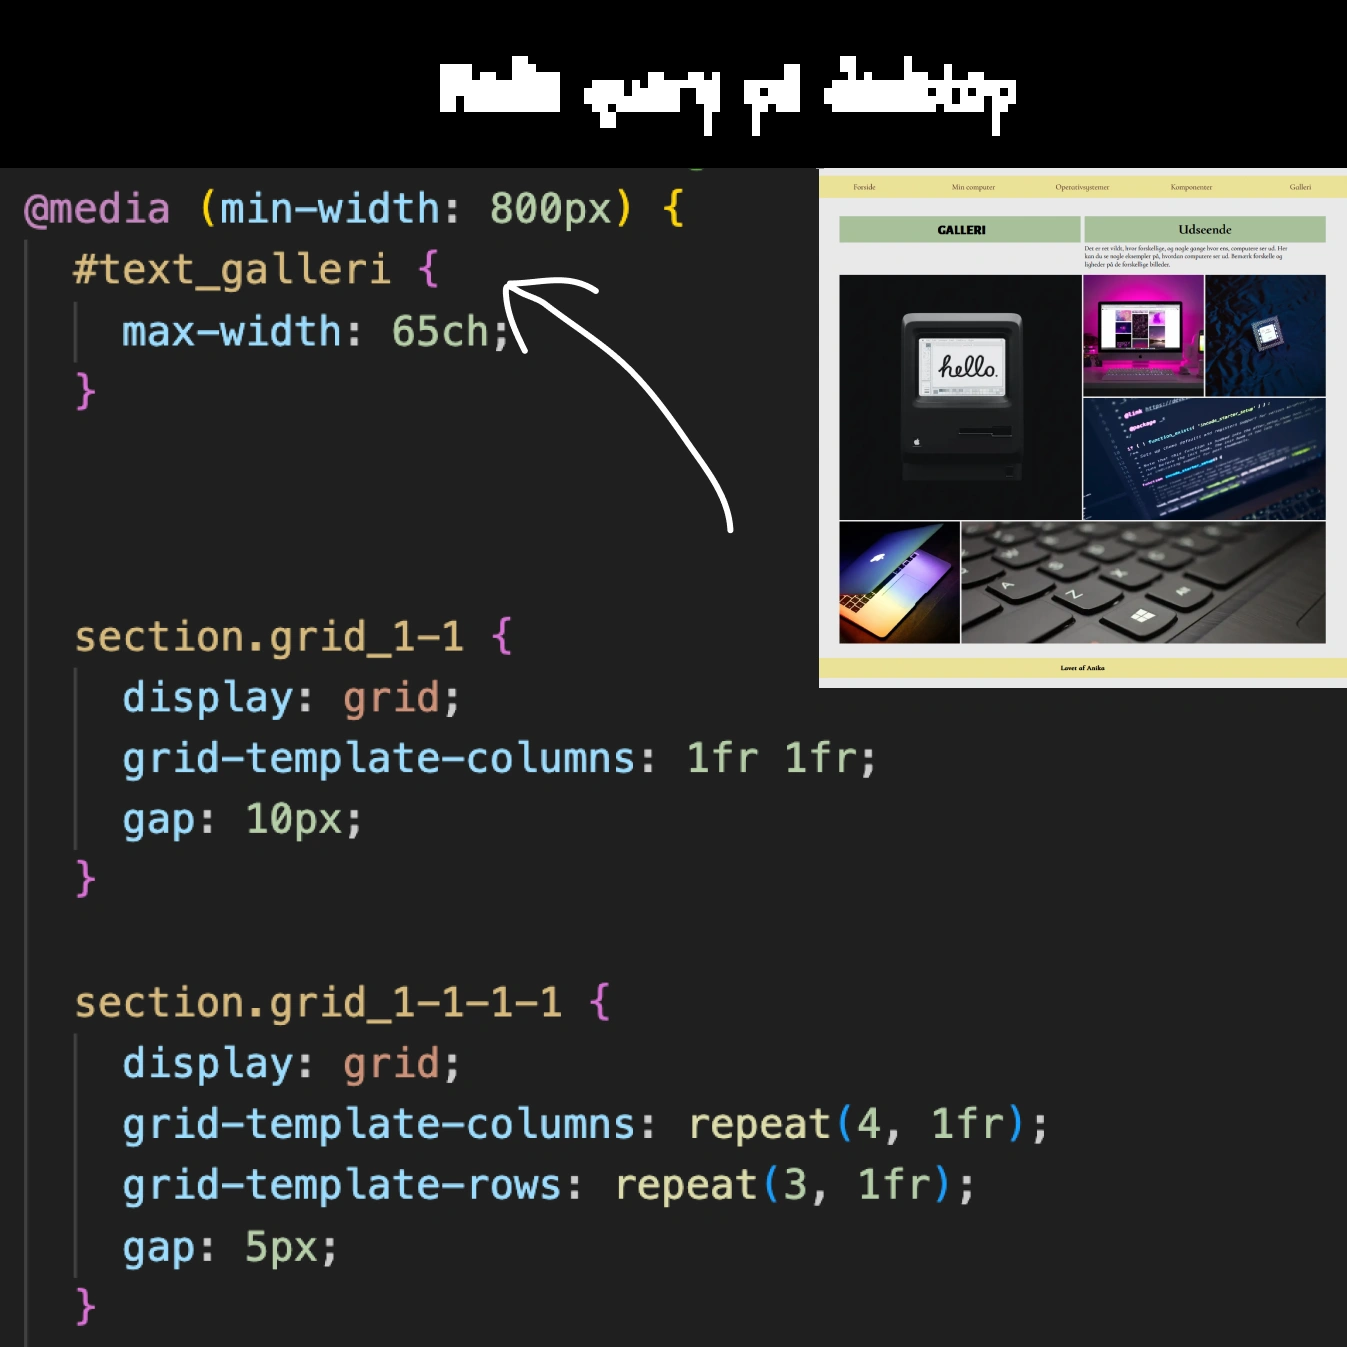 Media query på desktop
@media (min-width: 800px) {
#text_galleri {
max-width: 65ch;
}
section.grid_1-1 {
display: grid;
grid-template-columns: 1fr 1fr;
gap: 10px;
}
section.grid_1-1-1-1 {
display: grid;
grid-template-columns: repeat(4, 1fr);
grid-template-rows: repeat(3, 1fr);
gap: 5px;
}
Forside Min computer Operativsystemer Komponenter Galleri
GALLERI Udseende
Det er ret vildt, hvor forskellige, og nogle gange hvor ens, computere ser ud. Her
kan du se nogle eksempler på, hvordan computere ser ud. Bemærk forskelle og
ligheder på de forskellige billeder.
hello.
@link https://
@package
A
Z
Lavet af Anika